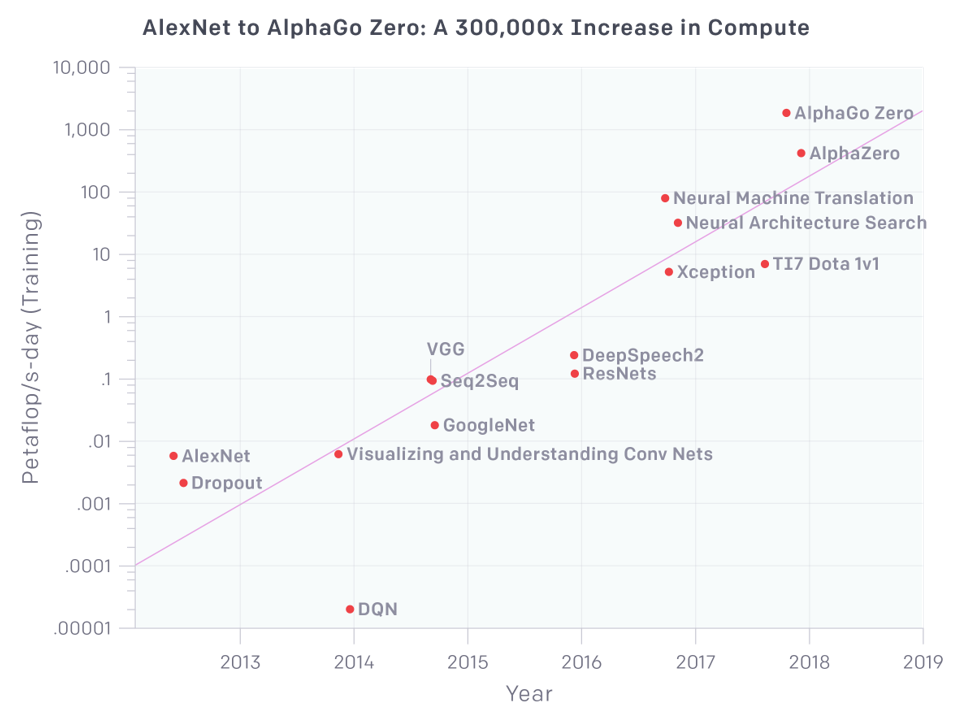 AlexNet to AlphaGo Zero: A 300,000x Increase in Compute
10,000
1,000
100
10
1
.1
.01
.001
.0001
.00001
Petaflop/s-day (Training)
AlphaGo Zero
AlphaZero
Neural Machine Translation
Neural Architecture Search
TI7 Dota 1v1
Xception
VGG
DeepSpeech2
ResNets
Seq2Seq
GoogleNet
Visualizing and Understanding Conv Nets
AlexNet
Dropout
DQN
2013
2014
2015
2016
2017
2018
2019
Year